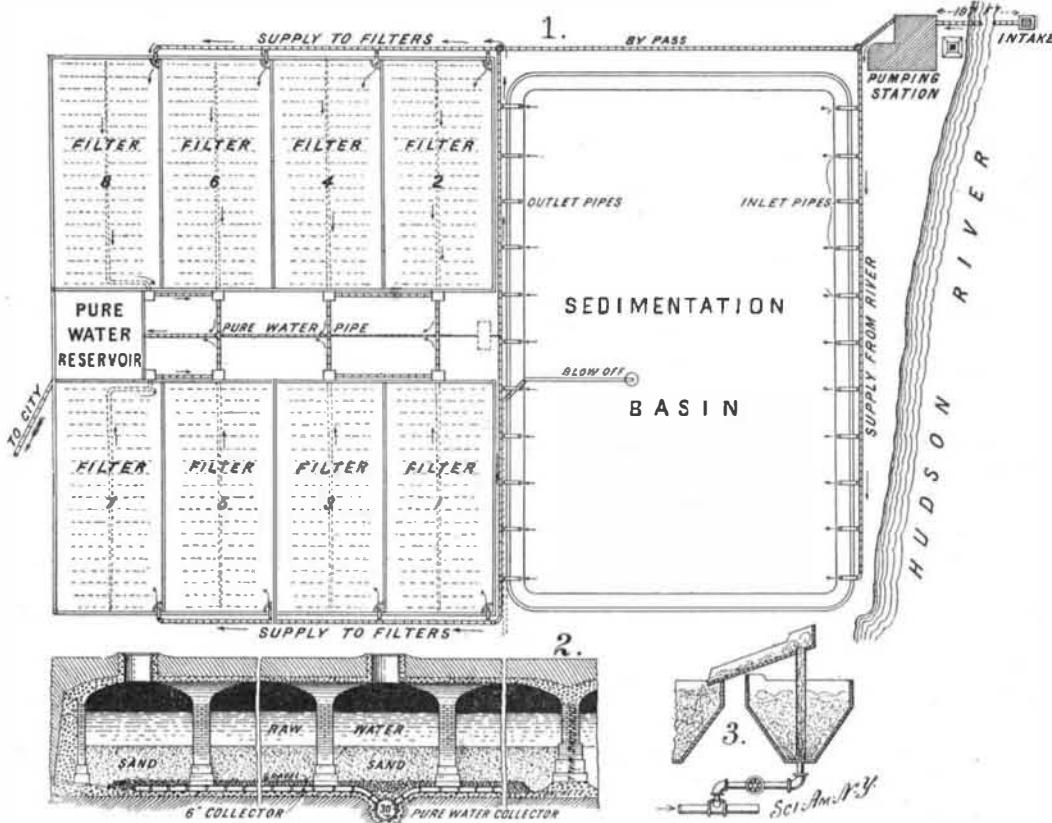 1.
SUPPLY TO FILTERS
BY PASS
INTAKE
PUMPING
STATION
FILTER
8
FILTER
6
FILTER
4
FILTER
2
OUTLET PIPES
INLET PIPES
SEDIMENTATION
BASIN
SUPPLY FROM RIVER
HUDSON RIVER
PURE
WATER
RESERVOIR
PURE WATER PIPE
BLOW OFF
TO CITY
FILTER
7
FILTER
5
FILTER
3
FILTER
1
SUPPLY TO FILTERS
2.
RAW WATER
SAND
SAND
GRAVEL
30"
6" COLLECTOR
PURE WATER COLLECTOR
3.
SCI AM N.Y.